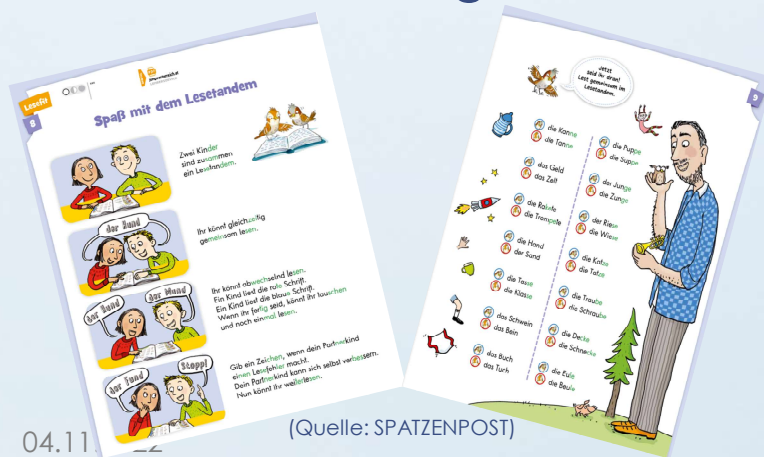 Lesefit
8
Spaß mit dem Lesetandem
Zwei Kinder
sind zusammen
ein Lesetandem.
der Hund
Ihr könnt gleichzeitig
gemeinsam lesen.
der Hund
der Mund
Ihr könnt abwechselnd lesen.
Ein Kind liest die rote Schrift.
Ein Kind liest die blaue Schrift.
Wenn ihr fertig seid, könnt ihr tauschen
und noch einmal lesen.
der Fund
Stopp!
Gib ein Zeichen, wenn dein Partnerkind
einen Lesefehler macht.
Dein Partnerkind kann sich selbst verbessern.
Nun könnt ihr weiterlesen.
Jetzt
seid ihr dran!
Lest gemeinsam im
Lesetandem.
9
die Kanne
die Tanne
das Geld
das Zelt
die Rakete
die Trompete
die Hand
der Sand
die Tasse
die Klasse
das Schwein
das Bein
das Buch
das Tuch
die Puppe
die Suppe
der Junge
die Zunge
der Riese
die Wiese
die Katze
die Tatze
die Traube
die Schraube
die Decke
die Schnecke
die Eule
die Beule
(Quelle: SPATZENPOST)
04.11.